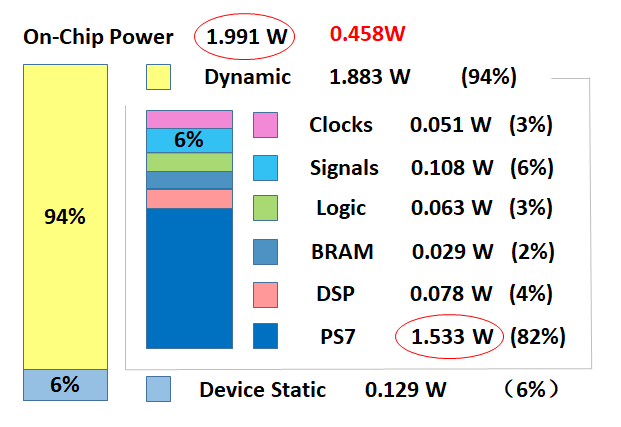 On-Chip Power 1.991 W 0.458W
Dynamic 1.883 W (94%)
Clocks 0.051 W (3%)
6%
Signals 0.108 W (6%)
Logic 0.063 W (3%)
94%
BRAM 0.029 W (2%)
DSP 0.078 W (4%)
PS7 1.533 W (82%)
6%
Device Static 0.129 W （6%）